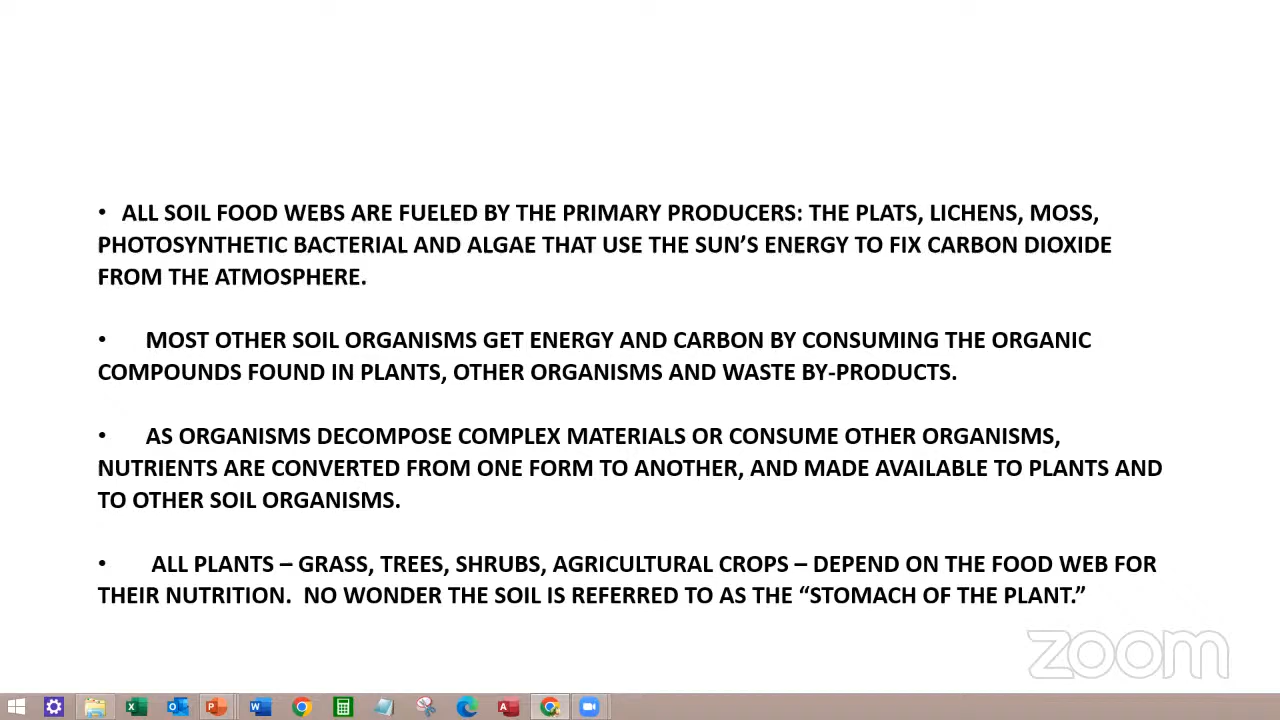 • ALL SOIL FOOD WEBS ARE FUELED BY THE PRIMARY PRODUCERS: THE PLATS, LICHENS, MOSS,
PHOTOSYNTHETIC BACTERIAL AND ALGAE THAT USE THE SUN’S ENERGY TO FIX CARBON DIOXIDE
FROM THE ATMOSPHERE.
• MOST OTHER SOIL ORGANISMS GET ENERGY AND CARBON BY CONSUMING THE ORGANIC
COMPOUNDS FOUND IN PLANTS, OTHER ORGANISMS AND WASTE BY-PRODUCTS.
• AS ORGANISMS DECOMPOSE COMPLEX MATERIALS OR CONSUME OTHER ORGANISMS,
NUTRIENTS ARE CONVERTED FROM ONE FORM TO ANOTHER, AND MADE AVAILABLE TO PLANTS AND
TO OTHER SOIL ORGANISMS.
• ALL PLANTS – GRASS, TREES, SHRUBS, AGRICULTURAL CROPS – DEPEND ON THE FOOD WEB FOR
THEIR NUTRITION. NO WONDER THE SOIL IS REFERRED TO AS THE “STOMACH OF THE PLANT.”
zoom